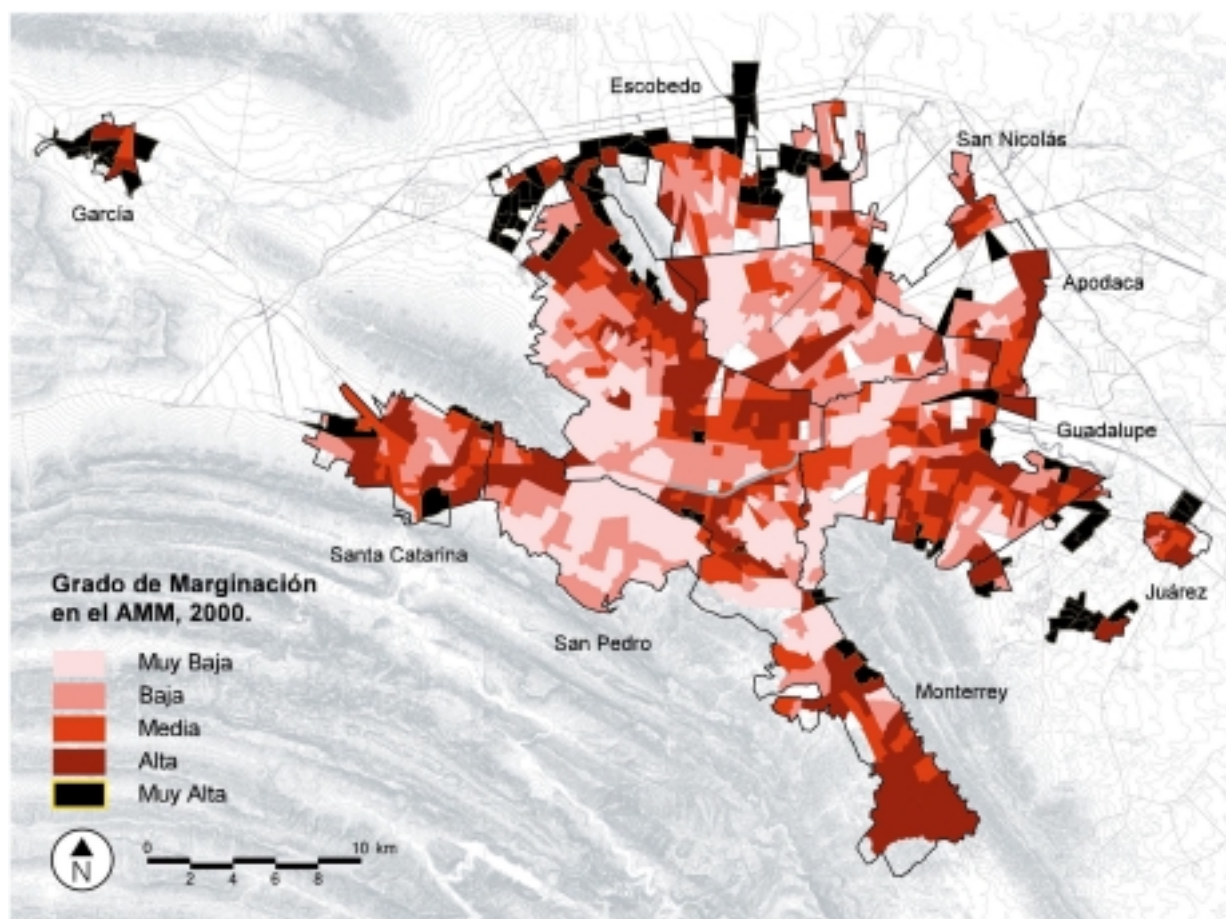 Escobedo
San Nicolás
García
Apodaca
Guadalupe
Santa Catarina
Juárez
San Pedro
Monterrey
Grado de Marginación
en el AMM, 2000.
Muy Baja
Baja
Media
Alta
Muy Alta
N
0 10 km
2 4 6 8